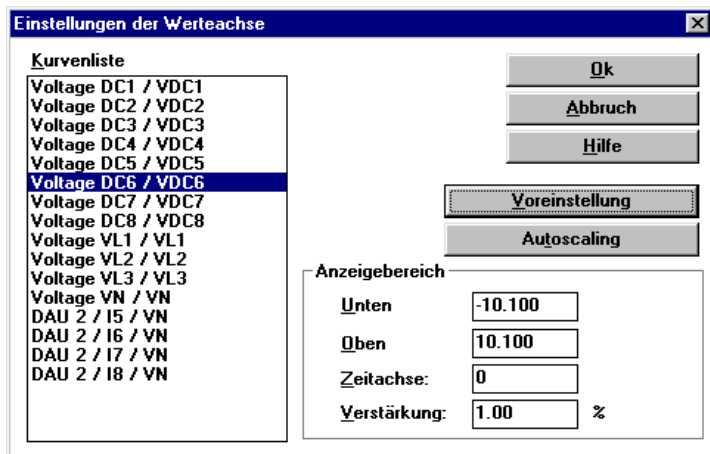 Einstellungen der Werteachse
Kurvenliste
Voltage DC1 / VDC1
Voltage DC2 / VDC2
Voltage DC3 / VDC3
Voltage DC4 / VDC4
Voltage DC5 / VDC5
Voltage DC6 / VDC6
Voltage DC7 / VDC7
Voltage DC8 / VDC8
Voltage VL1 / VL1
Voltage VL2 / VL2
Voltage VL3 / VL3
Voltage VN / VN
DAU 2 / I5 / VN
DAU 2 / I6 / VN
DAU 2 / I7 / VN
DAU 2 / I8 / VN
Ok
Abbruch
Hilfe
Voreinstellung
Autoscaling
Anzeigebereich
Unten -10.100
Oben 10.100
Zeitachse: 0
Verstärkung: 1.00 %